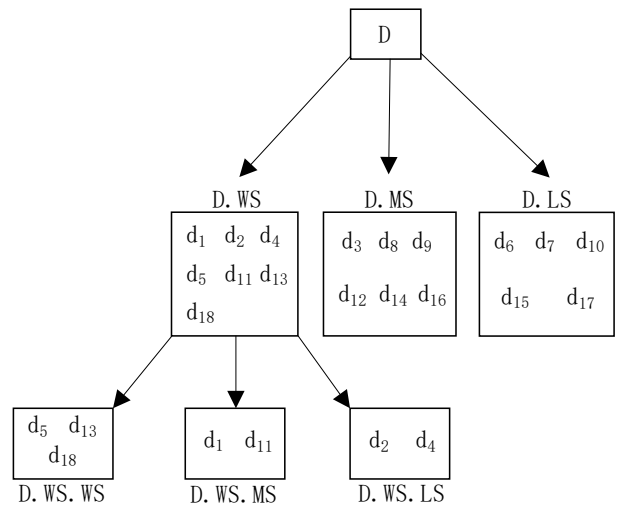 D
D.WS D.MS D.LS
d₁ d₂ d₄
d₅ d₁₁ d₁₃
d₁₈
d₃ d₈ d₉
d₁₂ d₁₄ d₁₆
d₆ d₇ d₁₀
d₁₅ d₁₇
d₅ d₁₃
d₁₈
d₁ d₁₁
d₂ d₄
D.WS.WS D.WS.MS D.WS.LS